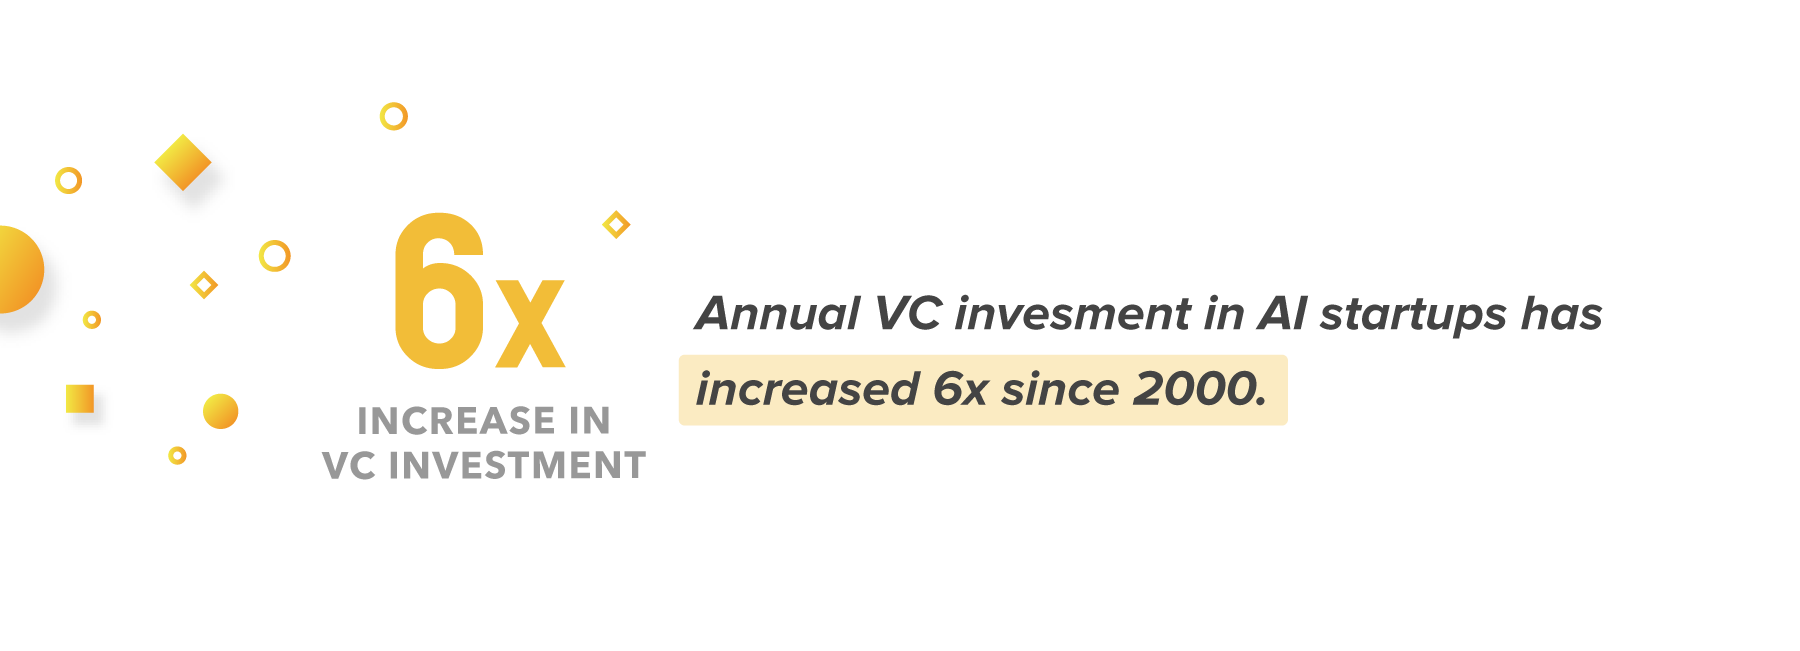 6x
INCREASE IN
VC INVESTMENT
Annual VC invesment in AI startups has
increased 6x since 2000.